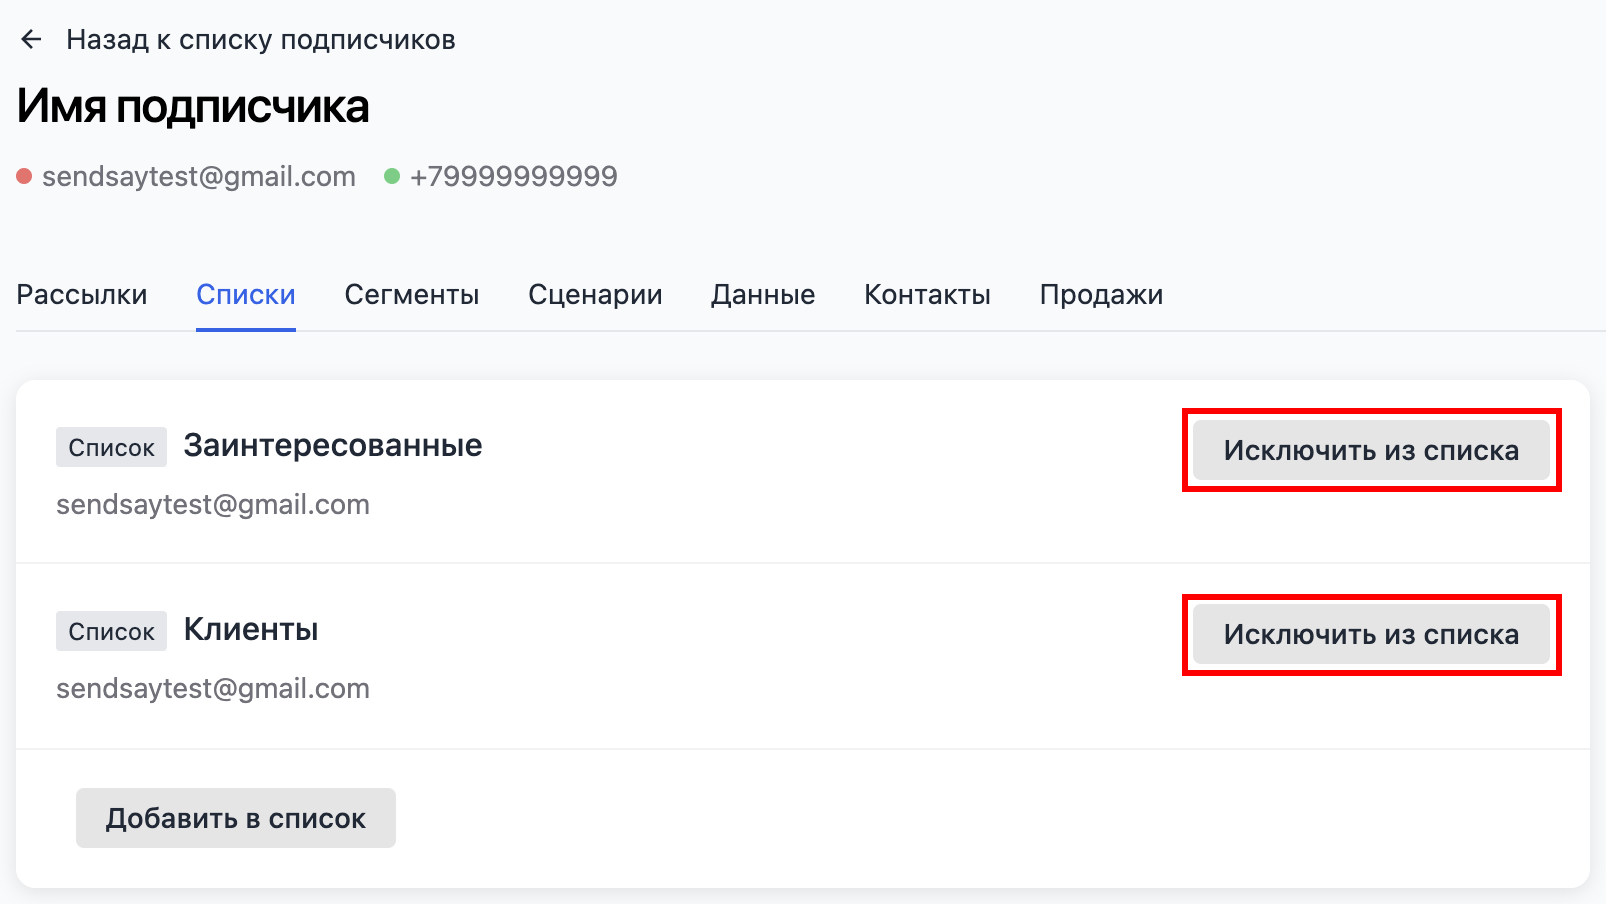 ← Назад к списку подписчиков
Имя подписчика
sendsaytest@gmail.com +79999999999
Рассылки Списки Сегменты Сценарии Данные Контакты Продажи
Список Заинтересованные Исключить из списка
sendsaytest@gmail.com
Список Клиенты Исключить из списка
sendsaytest@gmail.com
Добавить в список